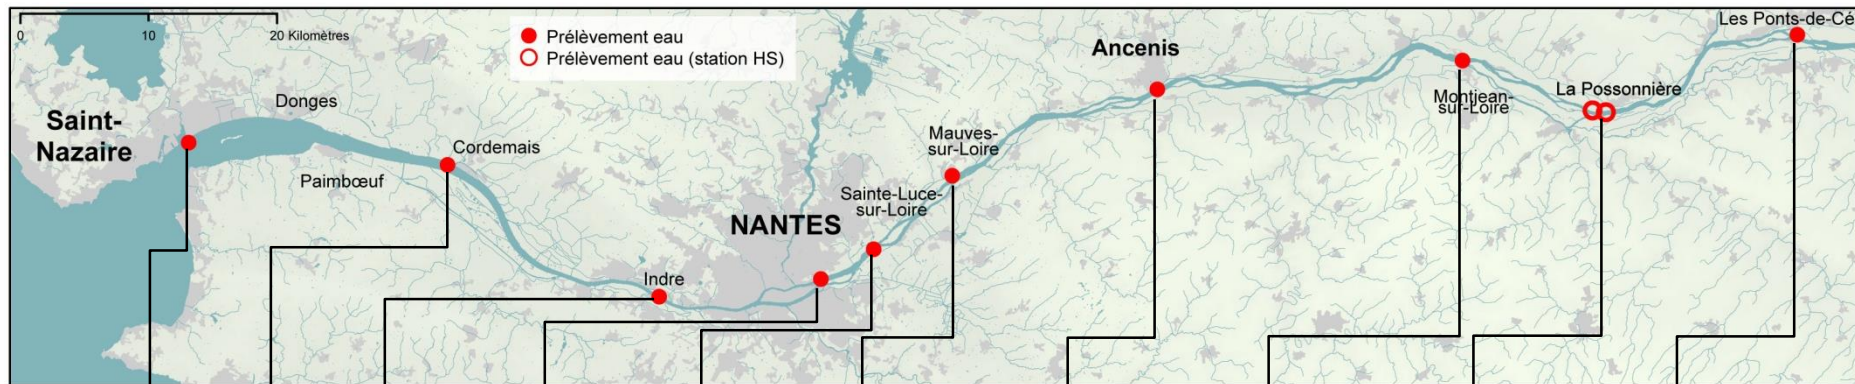 0
10
20 Kilomètres
Prélèvement eau
Prélèvement eau (station HS)
Saint-
Nazaire
Donges
Paimbœuf
Cordemais
Indre
NANTES
Sainte-Luce-
sur-Loire
Mauves-
sur-Loire
Ancenis
Montjean-
sur-Loire
La Possonnière
Les Ponts-de-Cé